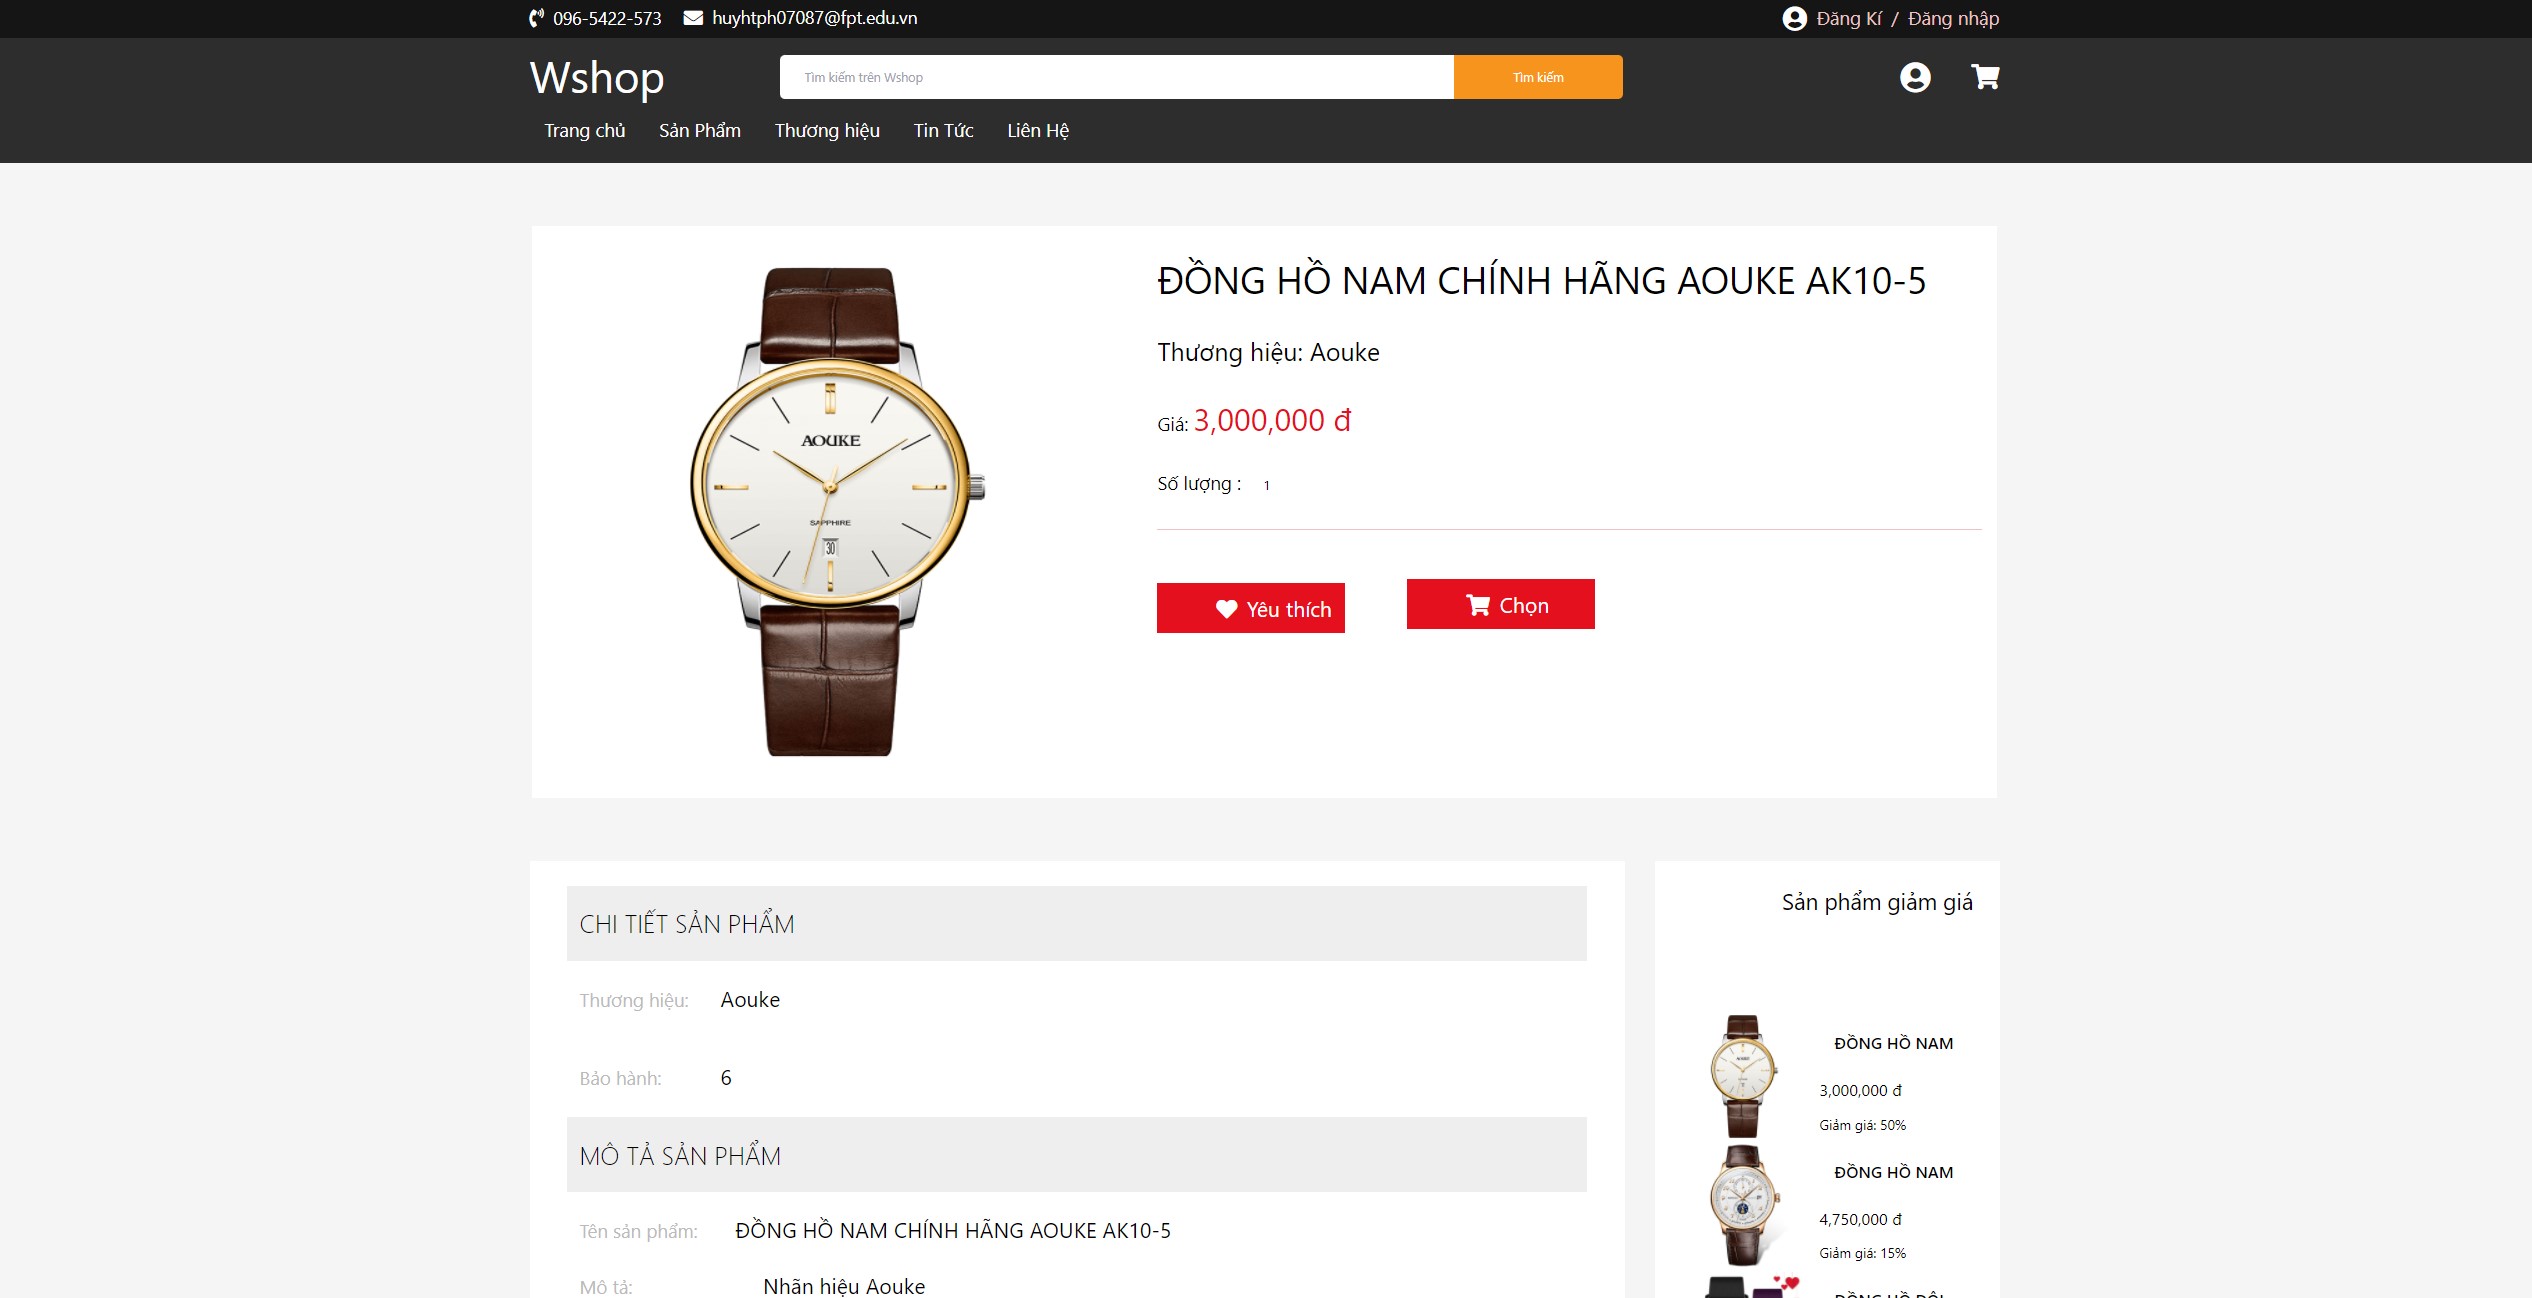 096-5422-573 huyhtph07087@fpt.edu.vn Đăng Kí / Đăng nhập
Wshop Tìm kiếm trên Wshop Tìm kiếm
Trang chủ Sản Phẩm Thương hiệu Tin Tức Liên Hệ
ĐỒNG HỒ NAM CHÍNH HÃNG AOUKE AK10-5
Thương hiệu: Aouke
Giá: 3,000,000 đ
Số lượng : 1
Yêu thích Chọn
AOUKE
SAPPHIRE
30
CHI TIẾT SẢN PHẨM
Thương hiệu: Aouke
Bảo hành: 6
MÔ TẢ SẢN PHẨM
Tên sản phẩm: ĐỒNG HỒ NAM CHÍNH HÃNG AOUKE AK10-5
Mô tả: Nhãn hiệu Aouke
Sản phẩm giảm giá
ĐỒNG HỒ NAM
3,000,000 đ
Giảm giá: 50%
ĐỒNG HỒ NAM
4,750,000 đ
Giảm giá: 15%
ĐỒNG HỒ ĐÔI